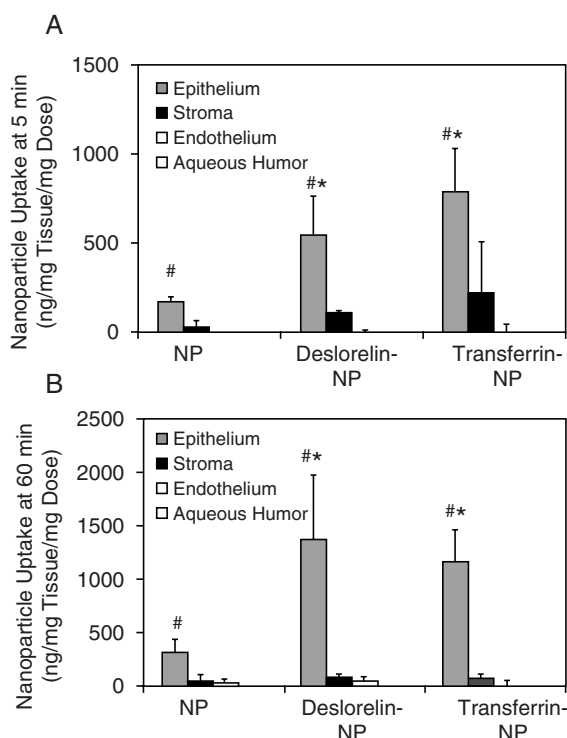 A
Nanoparticle Uptake at 5 min
(ng/mg Tissue/mg Dose)
1500
1000
500
0
Epithelium
Stroma
Endothelium
Aqueous Humor
#
#*
#*
NP
Deslorelin-
NP
Transferrin-
NP
B
Nanoparticle Uptake at 60 min
(ng/mg Tissue/mg Dose)
2500
2000
1500
1000
500
0
Epithelium
Stroma
Endothelium
Aqueous Humor
#
#*
#*
NP
Deslorelin-
NP
Transferrin-
NP